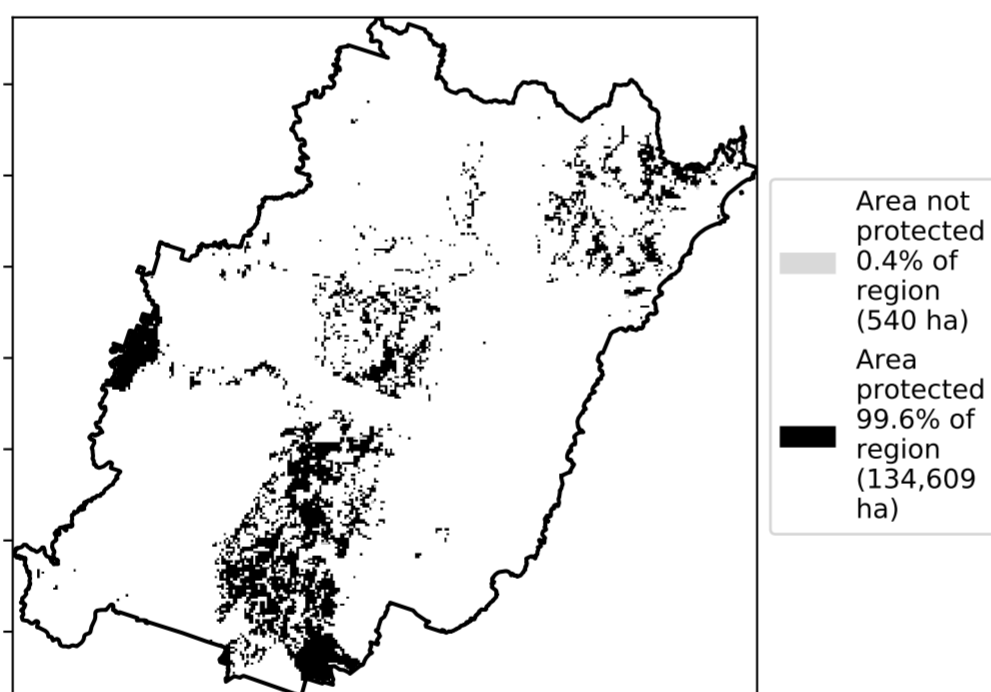 Area not
protected
0.4% of
region
(540 ha)
Area
protected
99.6% of
region
(134,609
ha)